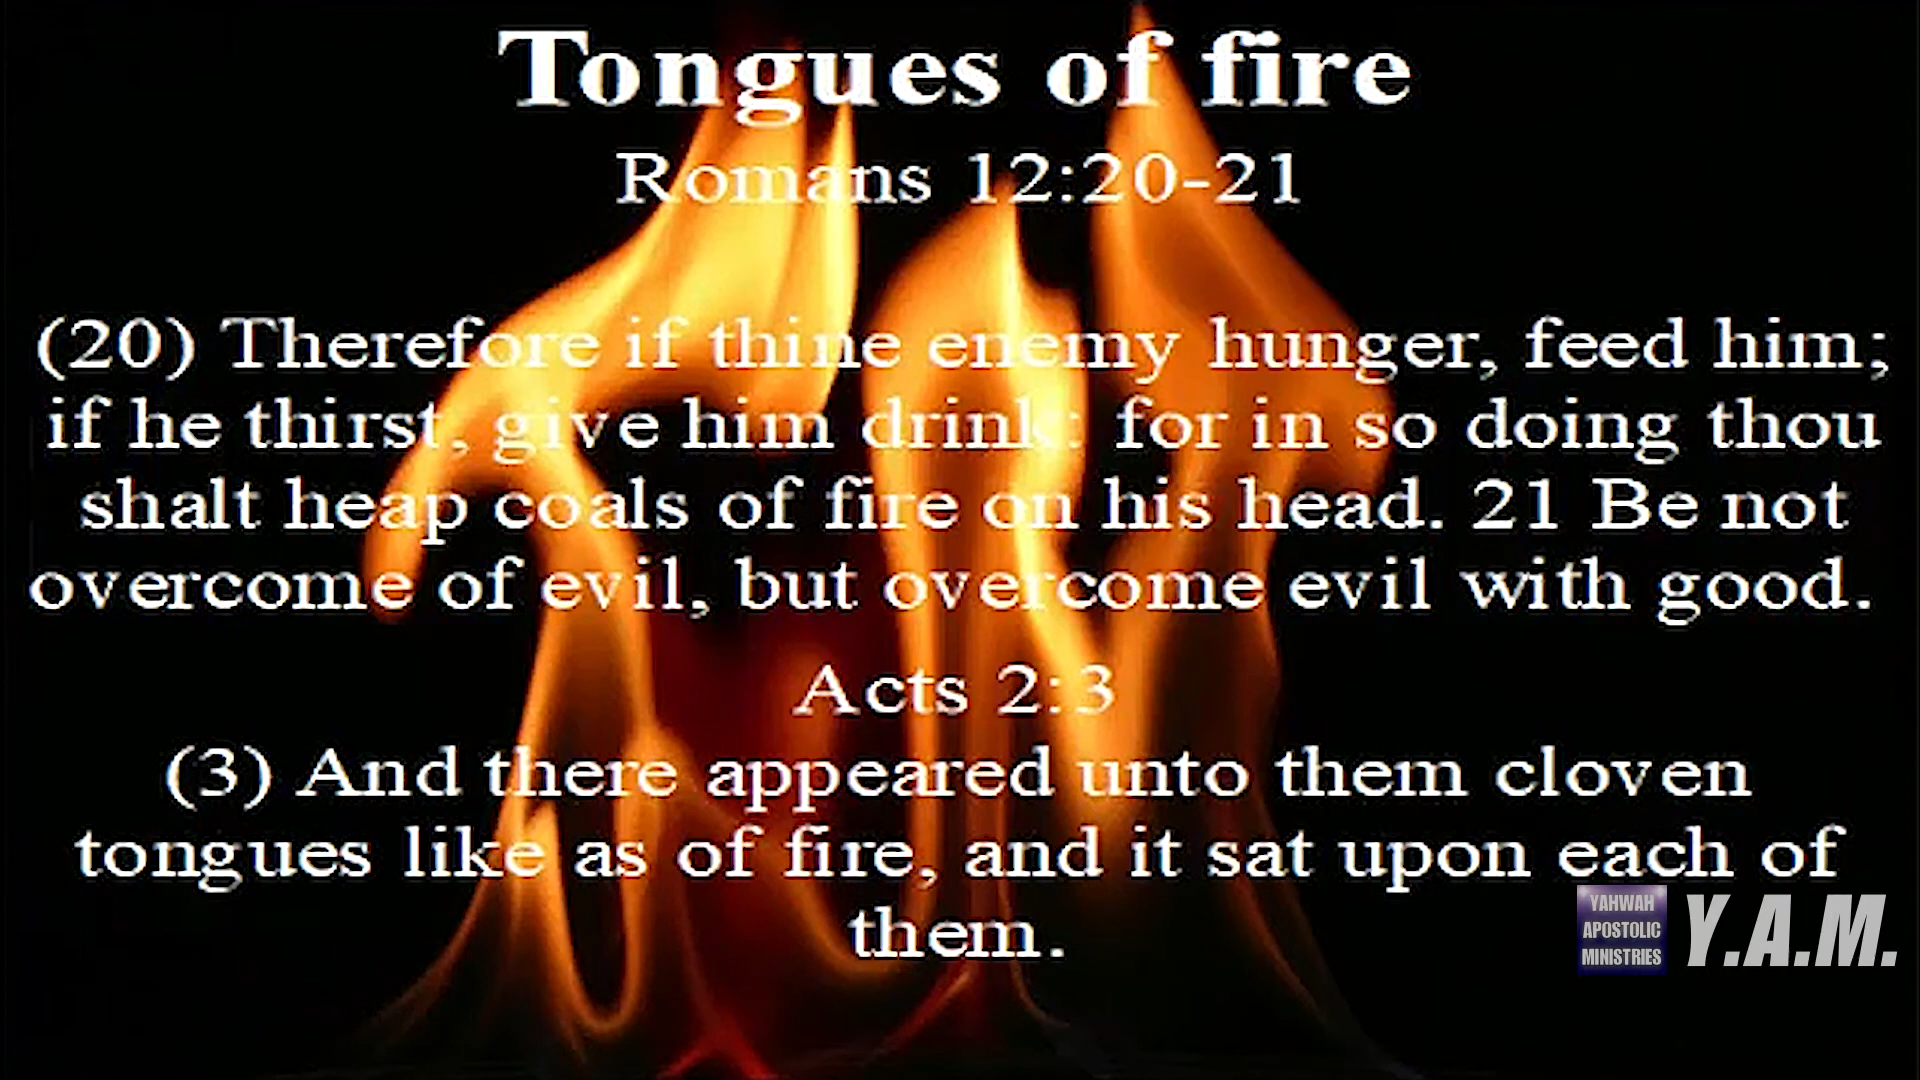 Tongues of fire
Romans 12:20-21
(20) Therefore if thine enemy hunger, feed him;
if he thirst, give him drink: for in so doing thou
shalt heap coals of fire on his head. 21 Be not
overcome of evil, but overcome evil with good.
Acts 2:3
(3) And there appeared unto them cloven
tongues like as of fire, and it sat upon each of
them.
YAHWAH
APOSTOLIC
MINISTRIES
Y.A.M.